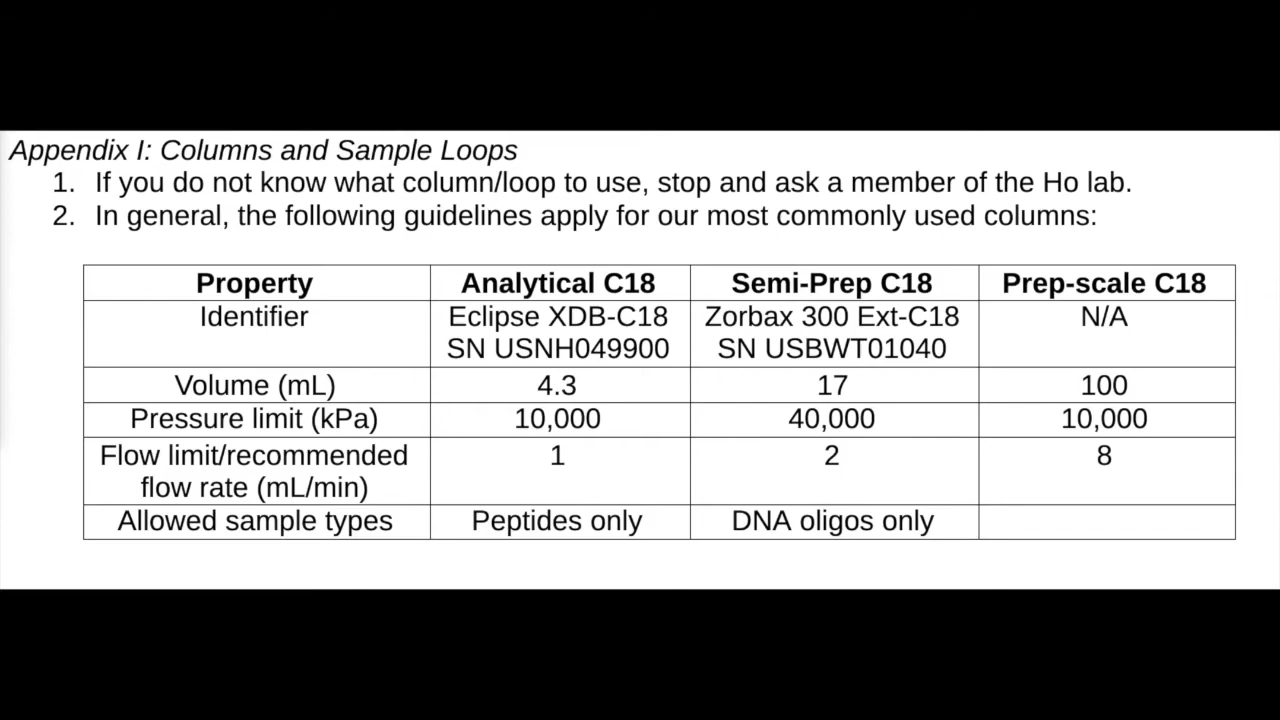 Appendix I: Columns and Sample Loops
1. If you do not know what column/loop to use, stop and ask a member of the Ho lab.
2. In general, the following guidelines apply for our most commonly used columns:
Property Analytical C18 Semi-Prep C18 Prep-scale C18
Identifier Eclipse XDB-C18 Zorbax 300 Ext-C18 N/A
SN USNH049900 SN USBWT01040
Volume (mL) 4.3 17 100
Pressure limit (kPa) 10,000 40,000 10,000
Flow limit/recommended 1 2 8
flow rate (mL/min)
Allowed sample types Peptides only DNA oligos only